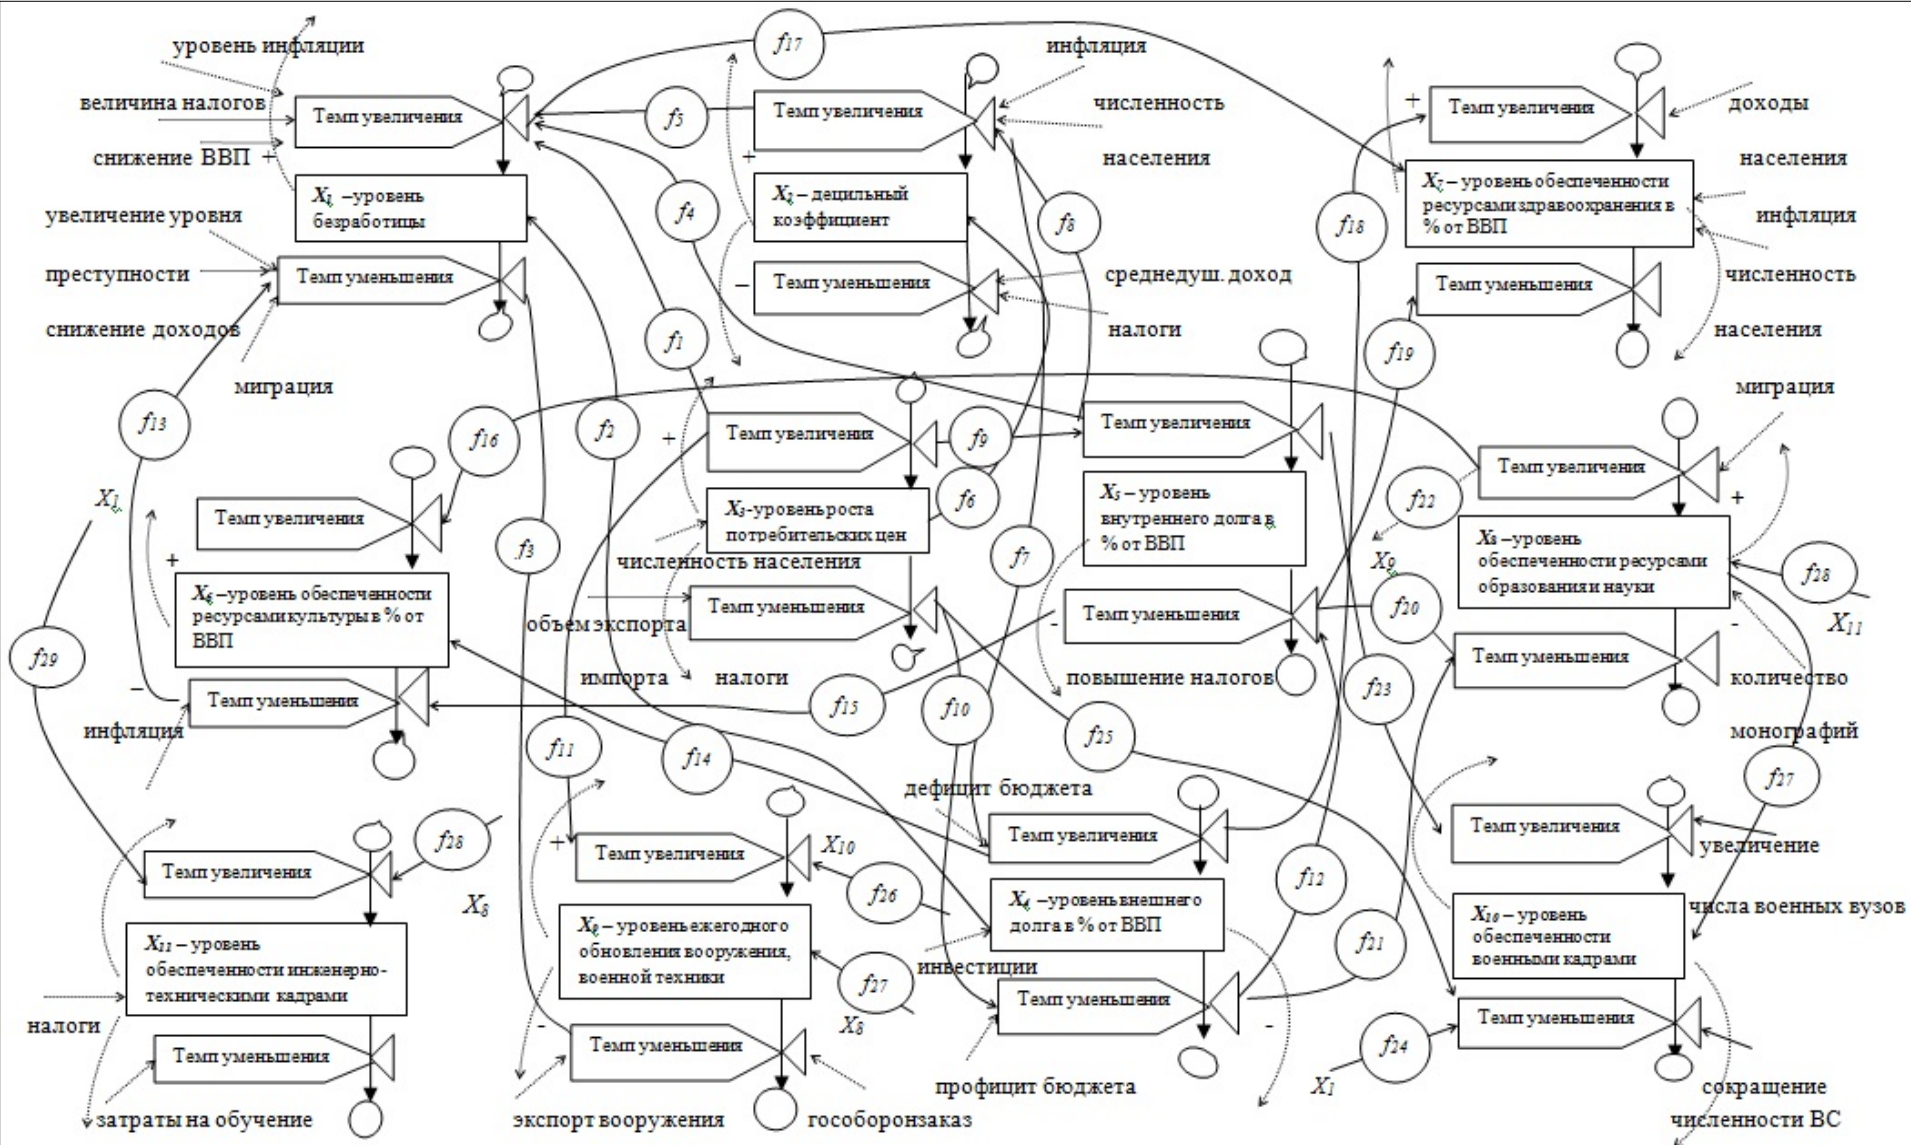 f17
уровень инфляции
инфляция
величина налогов
Темп увеличения
f5
Темп увеличения
численность
+
Темп увеличения
доходы
снижение ВВП +
+
населения
населения
X1 –уровень
безработицы
X2 – децильный
коэффициент
X7 – уровень обеспеченности
ресурсами здравоохранения в
% от ВВП
увеличение уровня
f4
f8
f18
инфляция
преступности
Темп уменьшения
–
Темп уменьшения
среднедуш. доход
Темп уменьшения
численность
снижение доходов
f1
налоги
f19
населения
миграция
миграция
f13
f16
f2
+
Темп увеличения
f9
Темп увеличения
Темп увеличения
X1
Темп увеличения
f6
f22
+
X3-уровень роста
потребительских цен
X5 – уровень
внутреннего долга в
% от ВВП
X8 –уровень
обеспеченности ресурсами
образования и науки
f3
f7
X9
f28
+
численность населения
X6 –уровень обеспеченности
ресурсами культуры в % от
ВВП
Темп уменьшения
-
Темп уменьшения
f20
-
X11
объем экспорта
f29
Темп уменьшения
импорта
налоги
повышение налогов
количество
–
Темп уменьшения
f15
f10
f23
инфляция
f11
f14
f25
монографий
f27
дефицит бюджета
f28
+
Темп увеличения
X10
Темп увеличения
Темп увеличения
увеличение
Темп увеличения
f26
f12
X8
X4 –уровень внешнего
долга в % от ВВП
числа военных вузов
X11 – уровень
обеспеченности инженерно-
техническими кадрами
X9 – уровень ежегодного
обновления вооружения,
военной техники
X10 – уровень
обеспеченности
военными кадрами
f21
инвестиции
f27
Темп уменьшения
налоги
-
X8
-
Темп уменьшения
Темп уменьшения
Темп уменьшения
f24
X1
профицит бюджета
сокращение
затраты на обучение
экспорт вооружения
гособоронзаказ
численности ВС